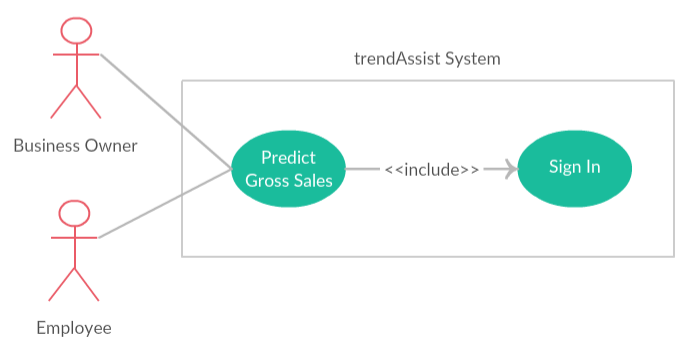 trendAssist System
Business Owner
Predict
Gross Sales
<<include>>
Sign In
Employee